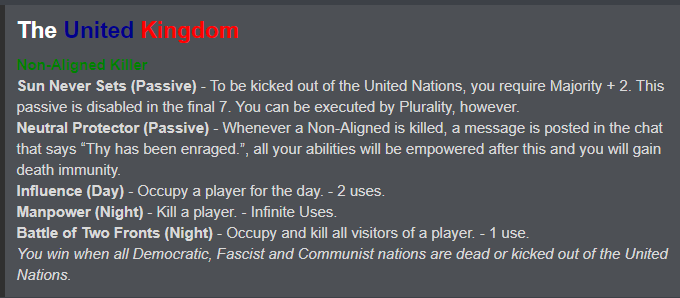 The United Kingdom
Non-Aligned Killer
Sun Never Sets (Passive) - To be kicked out of the United Nations, you require Majority + 2. This
passive is disabled in the final 7. You can be executed by Plurality, however.
Neutral Protector (Passive) - Whenever a Non-Aligned is killed, a message is posted in the chat
that says “Thy has been enraged.”, all your abilities will be empowered after this and you will gain
death immunity.
Influence (Day) - Occupy a player for the day. - 2 uses.
Manpower (Night) - Kill a player. - Infinite Uses.
Battle of Two Fronts (Night) - Occupy and kill all visitors of a player. - 1 use.
You win when all Democratic, Fascist and Communist nations are dead or kicked out of the United
Nations.